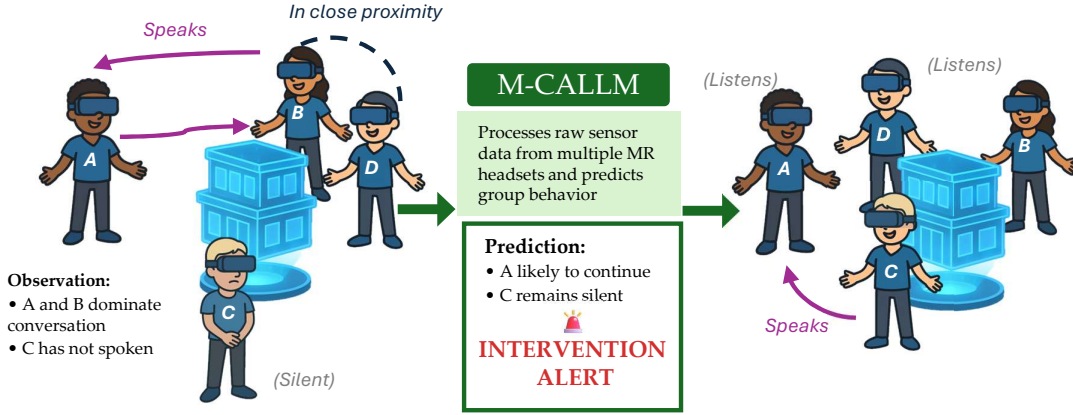 In close proximity
Speaks
A
B
D
C
Observation:
• A and B dominate
conversation
• C has not spoken
(Silent)
M-CALLM
Processes raw sensor
data from multiple MR
headsets and predicts
group behavior
Prediction:
• A likely to continue
• C remains silent
INTERVENTION
ALERT
(Listens)
(Listens)
A
D
B
C
Speaks